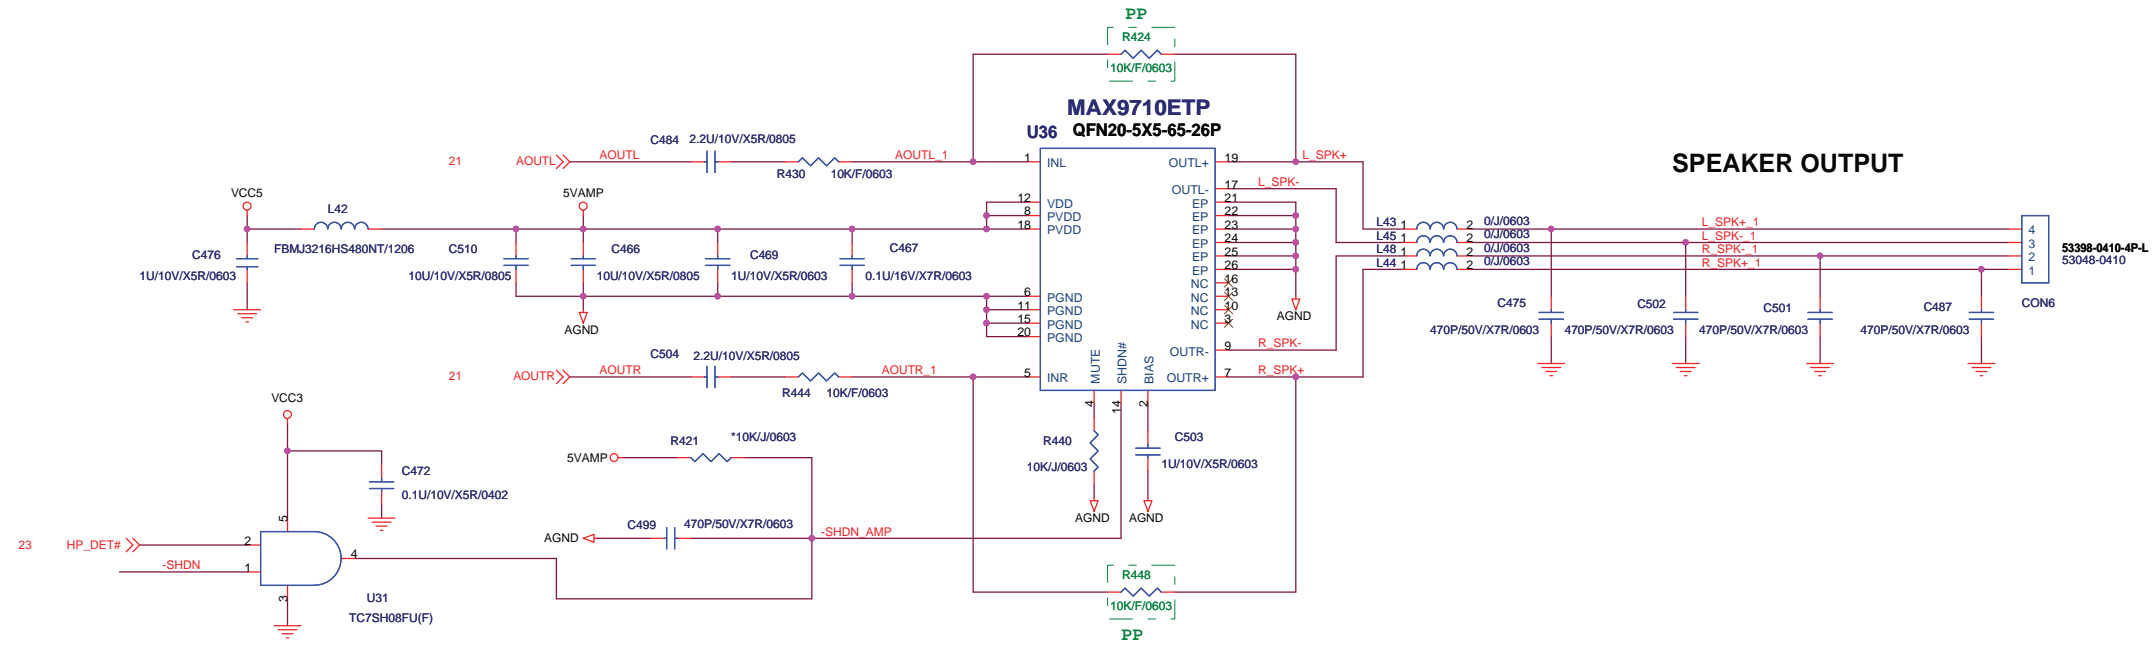 PP
R424
10K/F/0603
MAX9710ETP
U36 QFN20-5X5-65-26P
SPEAKER OUTPUT
21 AOUTL AOUTL C484 2.2U/10V/X5R/0805 R430 10K/F/0603 AOUTL_1 1 INL OUTL+ 19 L_SPK+
OUTL- 17 L_SPK-
VCC5 L42 5VAMP
12 VDD
8 PVDD
18 PVDD
EP 21
EP 22
EP 23
EP 24
EP 25
EP 26
NC 16
NC 13
NC 10
NC 3
AGND
C476
1U/10V/X5R/0603
FBMJ3216HS480NT/1206
C510
10U/10V/X5R/0805
C466
10U/10V/X5R/0805
C469
1U/10V/X5R/0603
C467
0.1U/16V/X7R/0603
AGND
6 PGND
11 PGND
15 PGND
20 PGND
L43 1 2 0/J/0603 L_SPK+_1 4
L45 1 2 0/J/0603 L_SPK-_1 3
L48 1 2 0/J/0603 R_SPK-_1 2
L44 1 2 0/J/0603 R_SPK+_1 1
53398-0410-4P-L
53048-0410
CON6
C475
470P/50V/X7R/0603
C502
470P/50V/X7R/0603
C501
470P/50V/X7R/0603
C487
470P/50V/X7R/0603
OUTR- 9 R_SPK-
21 AOUTR AOUTR C504 2.2U/10V/X5R/0805 R444 10K/F/0603 AOUTR_1 5 INR OUTR+ 7 R_SPK+
MUTE SHDN# BIAS
4 14 2
VCC3
C472
0.1U/10V/X5R/0402
5VAMP R421 *10K/J/0603
R440
10K/J/0603
C503
1U/10V/X5R/0603
AGND AGND
AGND C499 470P/50V/X7R/0603 -SHDN_AMP
23 HP_DET# 2
-SHDN 1
5
4
3
U31
TC7SH08FU(F)
R448
10K/F/0603
PP